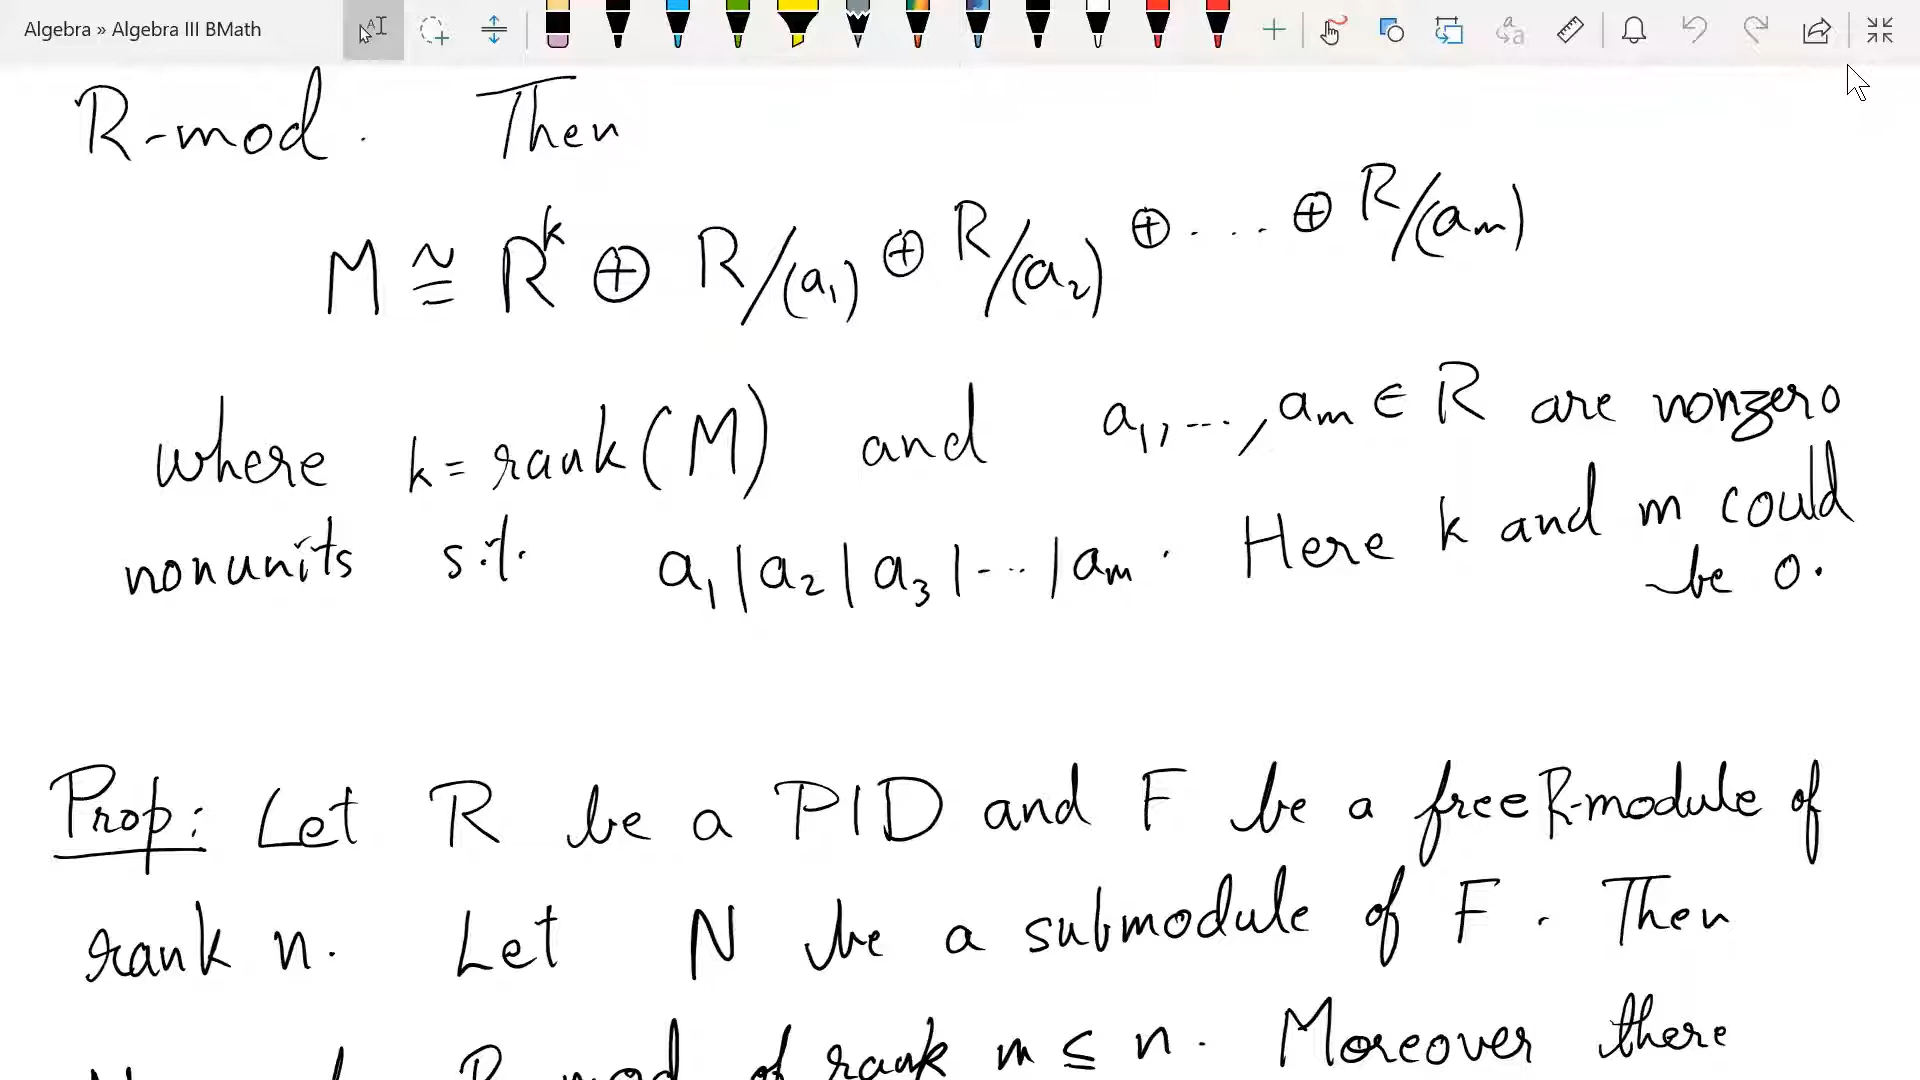 Algebra » Algebra III BMath
R-mod. Then
M ≅ R^k ⊕ R/(a₁) ⊕ R/(a₂) ⊕ .... ⊕ R/(aₘ)
where k = rank(M) and a₁, ..., aₘ ∈ R are nonzero
nonunits s.t. a₁ | a₂ | a₃ | ... | aₘ. Here k and m could
be 0.
Prop: Let R be a PID and F be a free R-module of
rank n. Let N be a submodule of F. Then
R-mod of rank m ≤ n. Moreover there